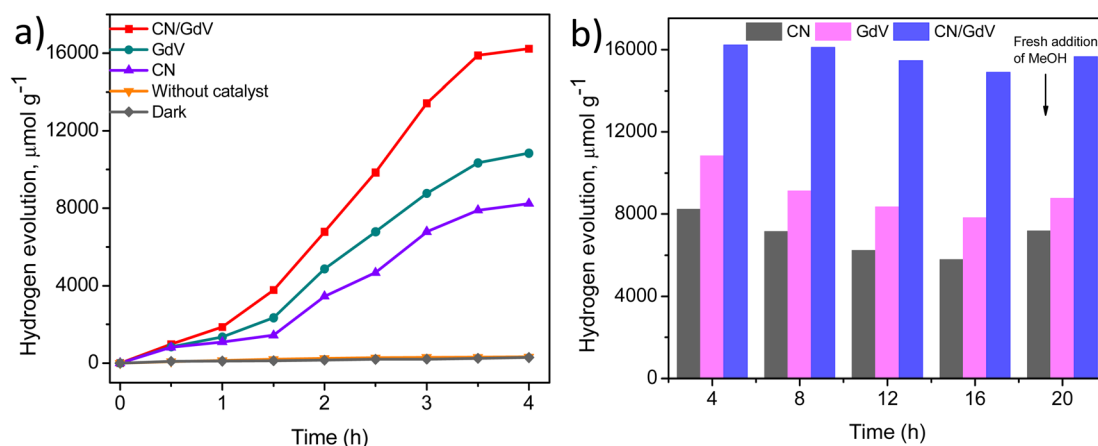 a)
CN/GdV
GdV
CN
Without catalyst
Dark
16000
12000
8000
4000
0
Hydrogen evolution, μmol g⁻¹
0 1 2 3 4
Time (h)
b)
CN GdV CN/GdV
Fresh addition
of MeOH
16000
12000
8000
4000
0
Hydrogen evolution, μmol g⁻¹
4 8 12 16 20
Time (h)